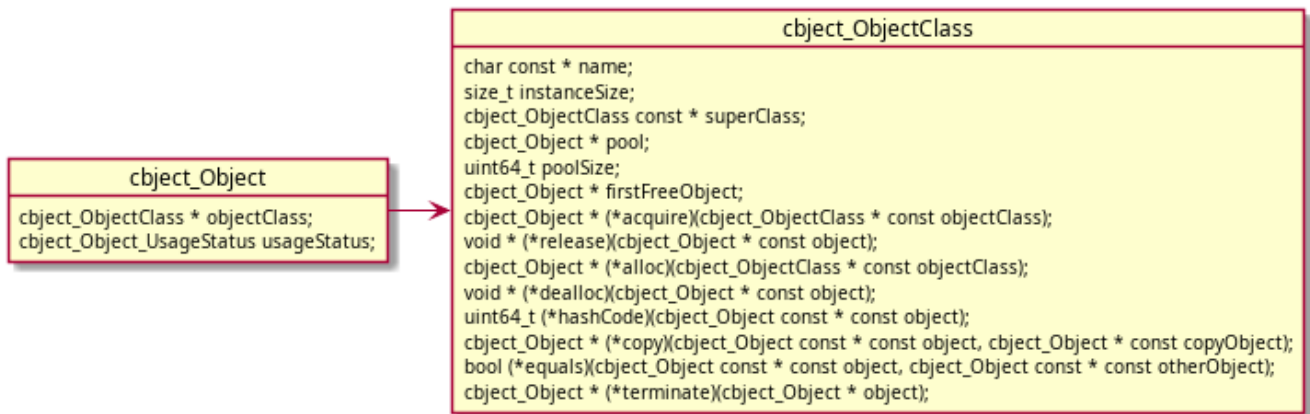 cbject_Object
cbject_ObjectClass * objectClass;
cbject_Object_UsageStatus usageStatus;
cbject_ObjectClass
char const * name;
size_t instanceSize;
cbject_ObjectClass const * superClass;
cbject_Object * pool;
uint64_t poolSize;
cbject_Object * firstFreeObject;
cbject_Object * (*acquire)(cbject_ObjectClass * const objectClass);
void * (*release)(cbject_Object * const object);
cbject_Object * (*alloc)(cbject_ObjectClass * const objectClass);
void * (*dealloc)(cbject_Object * const object);
uint64_t (*hashCode)(cbject_Object const * const object);
cbject_Object * (*copy)(cbject_Object const * const object, cbject_Object * const copyObject);
bool (*equals)(cbject_Object const * const object, cbject_Object const * const otherObject);
cbject_Object * (*terminate)(cbject_Object * object);